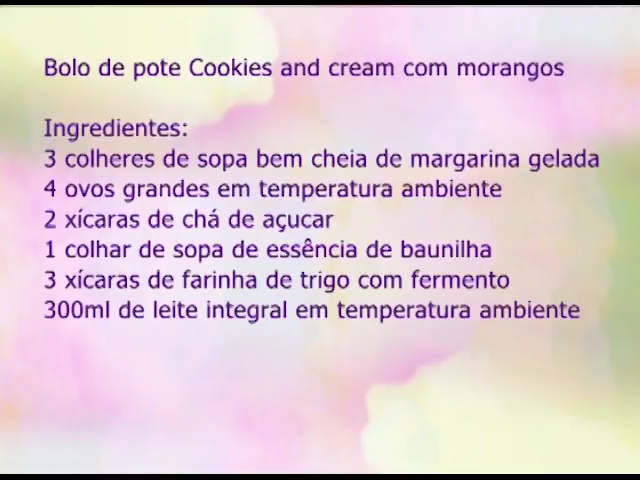 Bolo de pote Cookies and cream com morangos
Ingredientes:
3 colheres de sopa bem cheia de margarina gelada
4 ovos grandes em temperatura ambiente
2 xícaras de chá de açucar
1 colhar de sopa de essência de baunilha
3 xícaras de farinha de trigo com fermento
300ml de leite integral em temperatura ambiente